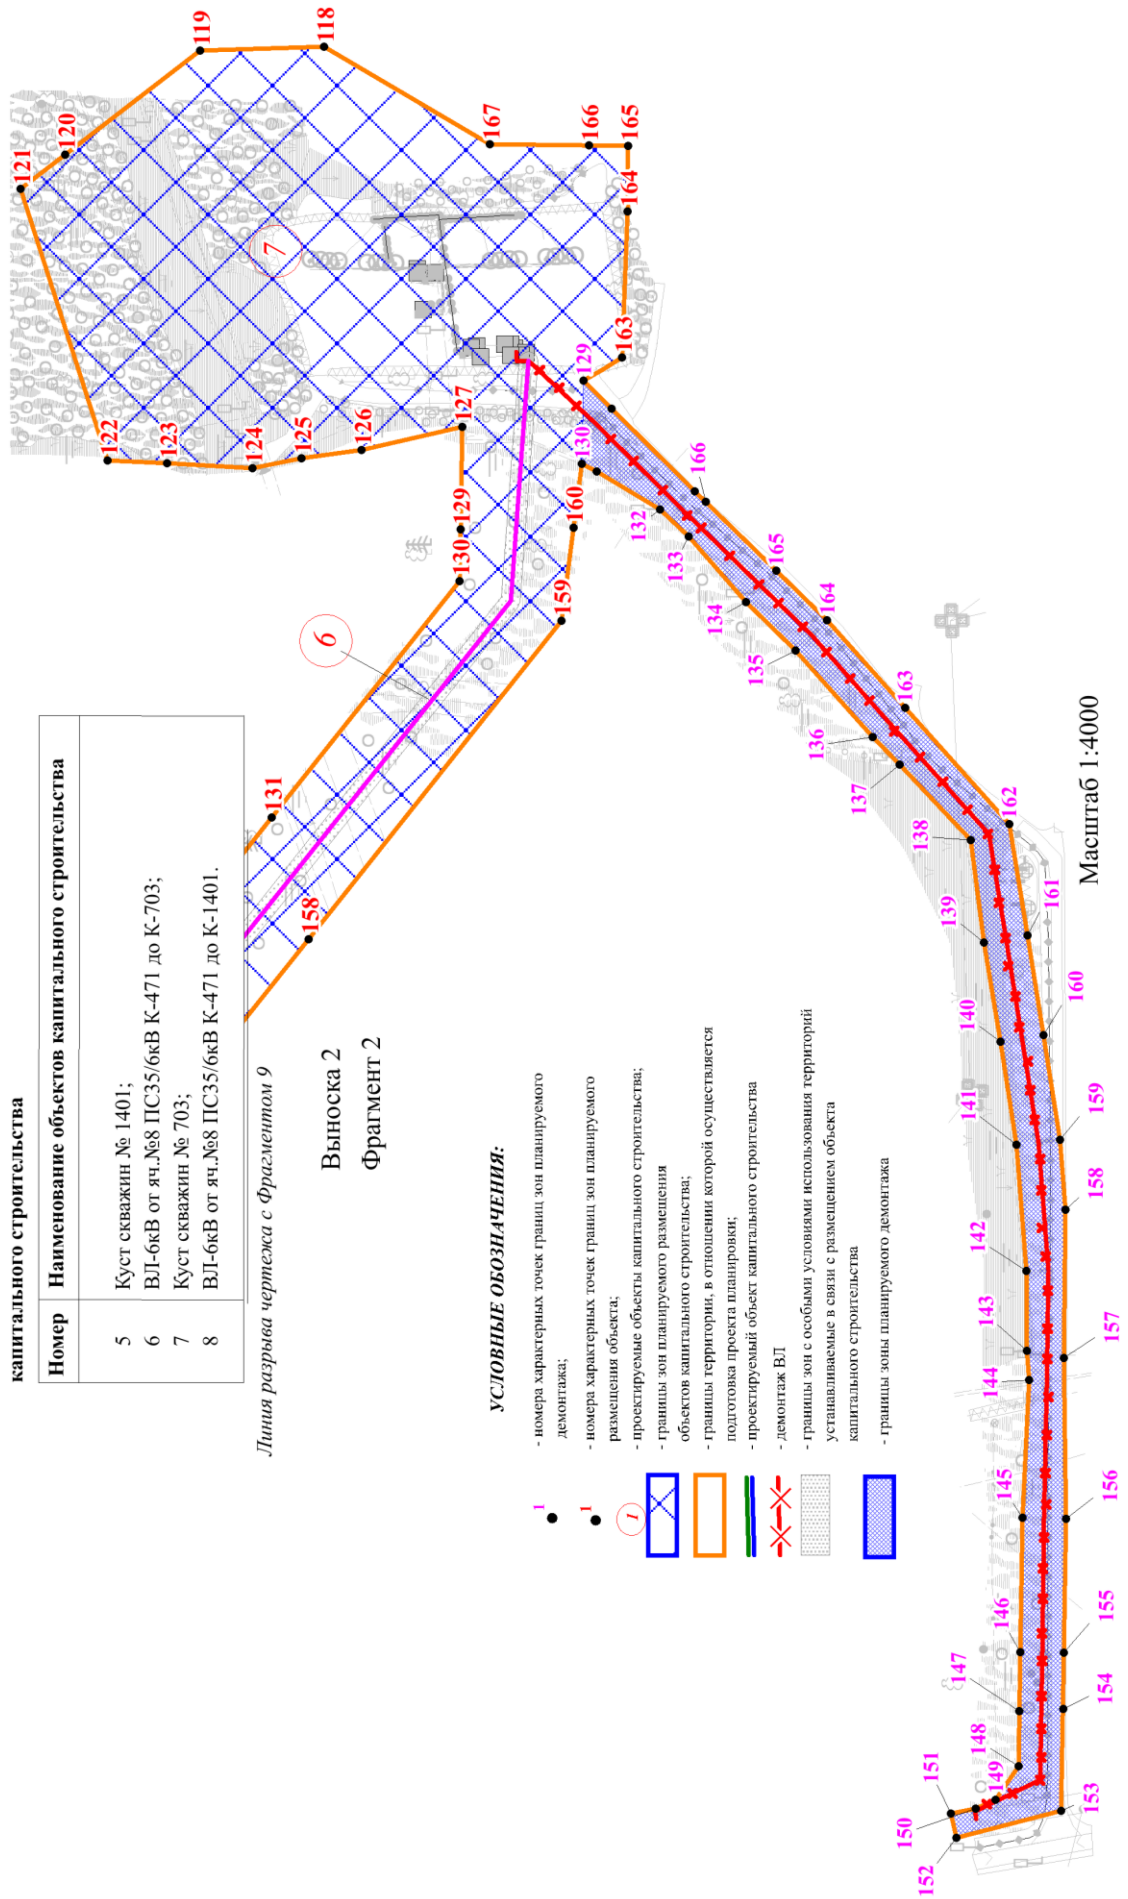 капитального строительства
Номер Наименование объектов капитального строительства
5 Куст скважин № 1401;
6 ВЛ-6кВ от яч.№8 ПС35/6кВ К-471 до К-703;
7 Куст скважин № 703;
8 ВЛ-6кВ от яч.№8 ПС35/6кВ К-471 до К-1401.
Линия разрыва чертежа с Фрагментом 9
Выноска 2
Фрагмент 2
УСЛОВНЫЕ ОБОЗНАЧЕНИЯ:
1 - номера характерных точек границ зон планируемого
демонтажа;
1 - номера характерных точек границ зон планируемого
размещения объекта;
1 - проектируемые объекты капитального строительства;
- границы зон планируемого размещения
объектов капитального строительства;
- границы территории, в отношении которой осуществляется
подготовка проекта планировки;
- проектируемый объект капитального строительства
- демонтаж ВЛ
- границы зон с особыми условиями использования территорий
устанавливаемые в связи с размещением объекта
капитального строительства
- границы зоны планируемого демонтажа
Масштаб 1:4000
6
7
118
119
120
121
122
123
124
125
126
127
129
130
131
158
159
160
163
164
165
166
167
129
130
132
133
134
135
136
137
138
139
140
141
142
143
144
145
146
147
148
149
150
151
152
153
154
155
156
157
158
159
160
161
162
163
164
165
166